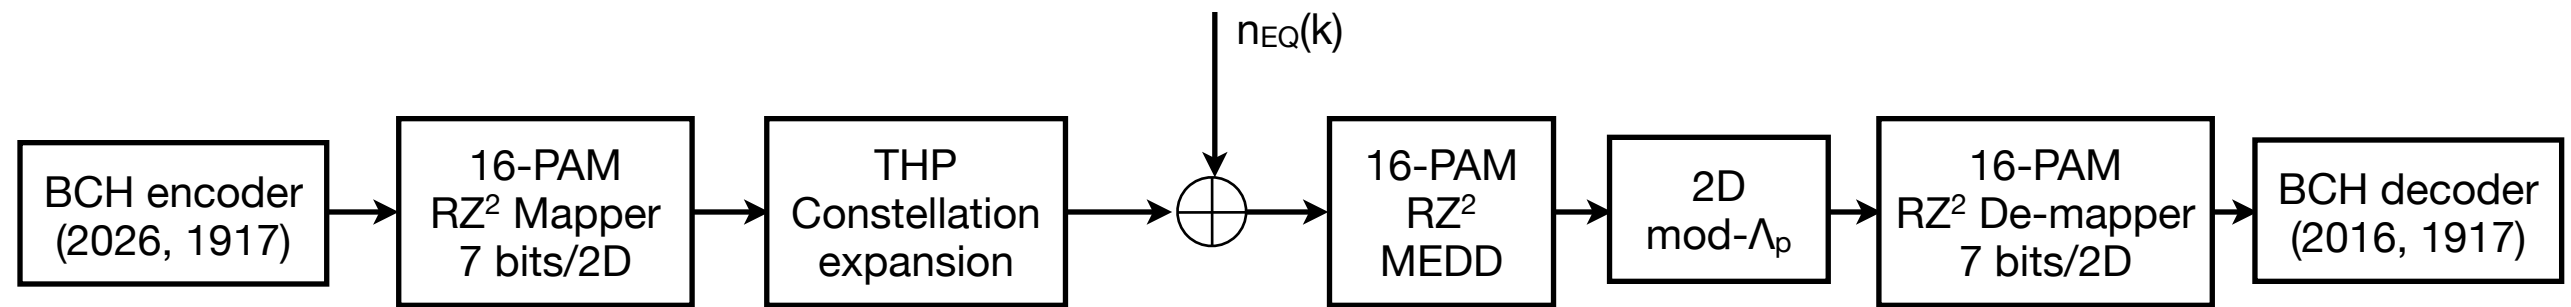 n_EQ(k)
BCH encoder
(2026, 1917)
16-PAM
RZ² Mapper
7 bits/2D
THP
Constellation
expansion
16-PAM
RZ²
MEDD
2D
mod-Λ_p
16-PAM
RZ² De-mapper
7 bits/2D
BCH decoder
(2016, 1917)